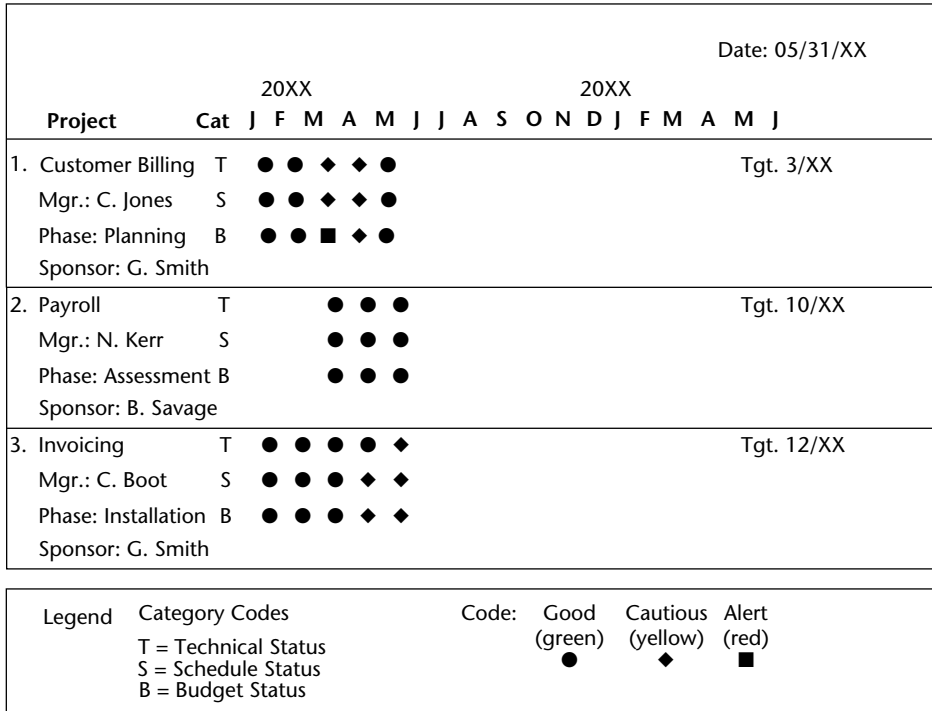 Date: 05/31/XX
20XX 20XX
Project Cat J F M A M J J A S O N D J F M A M J
1. Customer Billing T ● ● ◆ ◆ ● Tgt. 3/XX
Mgr.: C. Jones S ● ● ◆ ◆ ●
Phase: Planning B ● ● ■ ◆ ●
Sponsor: G. Smith
2. Payroll T ● ● ● Tgt. 10/XX
Mgr.: N. Kerr S ● ● ●
Phase: Assessment B ● ● ●
Sponsor: B. Savage
3. Invoicing T ● ● ● ● ◆ Tgt. 12/XX
Mgr.: C. Boot S ● ● ● ◆ ◆
Phase: Installation B ● ● ● ◆ ◆
Sponsor: G. Smith
Legend Category Codes Code: Good Cautious Alert
(green) (yellow) (red)
T = Technical Status ● ◆ ■
S = Schedule Status
B = Budget Status